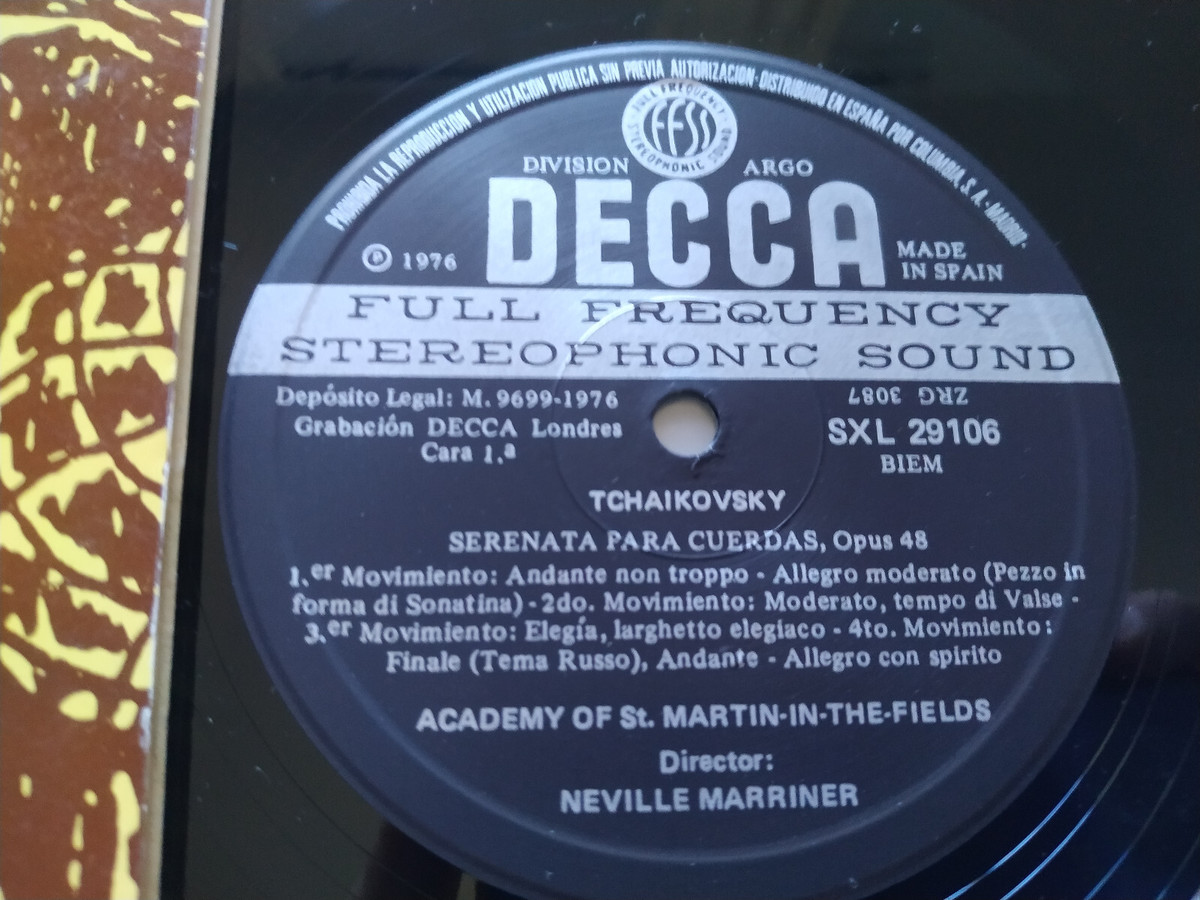 PROHIBIDA LA REPRODUCCION Y UTILIZACION PUBLICA SIN PREVIA AUTORIZACION · DISTRIBUIDO EN ESPAÑA POR COLUMBIA, S. A. - MADRID ·
FULL FREQUENCY
FFSS
STEREOPHONIC SOUND
DIVISION ARGO
DECCA
Ⓟ 1976
MADE
IN SPAIN
FULL FREQUENCY
STEREOPHONIC SOUND
Depósito Legal: M. 9699-1976
Grabación DECCA Londres
Cara 1.ª
ZRG 3087
SXL 29106
BIEM
TCHAIKOVSKY
SERENATA PARA CUERDAS, Opus 48
1.er Movimiento: Andante non troppo - Allegro moderato (Pezzo in
forma di Sonatina) - 2do. Movimiento: Moderato, tempo di Valse -
3.er Movimiento: Elegía, larghetto elegiaco - 4to. Movimiento:
Finale (Tema Russo), Andante - Allegro con spirito
ACADEMY OF St. MARTIN-IN-THE-FIELDS
Director:
NEVILLE MARRINER